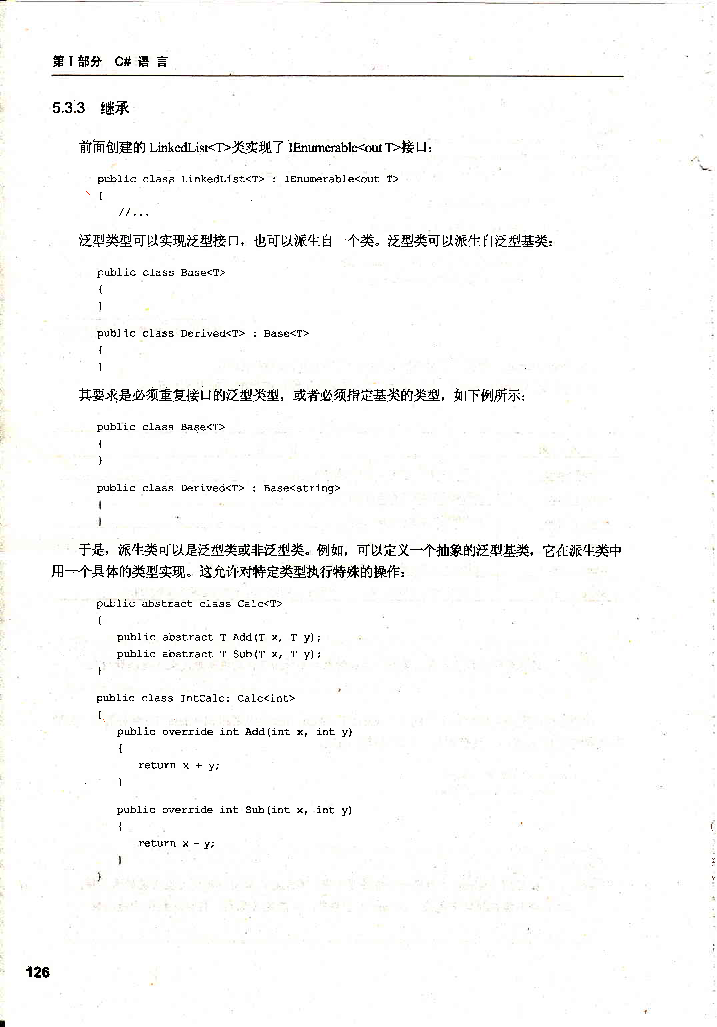 第 I 部分 C# 语 言
5.3.3 继承
前面创建的 LinkedList<T>类实现了 IEnumerable<out T>接口:
public class LinkedList<T> : IEnumerable<out T>
{
//...
泛型类型可以实现泛型接口，也可以派生自一个类。泛型类可以派生自泛型基类:
public class Base<T>
{
}
public class Derived<T> : Base<T>
{
}
其要求是必须重复接口的泛型类型，或者必须指定基类的类型，如下例所示:
public class Base<T>
{
}
public class Derived<T> : Base<string>
{
}
于是，派生类可以是泛型类或非泛型类。例如，可以定义一个抽象的泛型基类，它在派生类中
用一个具体的类型实现。这允许对特定类型执行特殊的操作:
public abstract class Calc<T>
{
public abstract T Add(T x, T y);
public abstract T Sub(T x, T y);
}
public class IntCalc: Calc<int>
{
public override int Add(int x, int y)
{
return x + y;
}
public override int Sub(int x, int y)
{
return x - y;
}
}
126